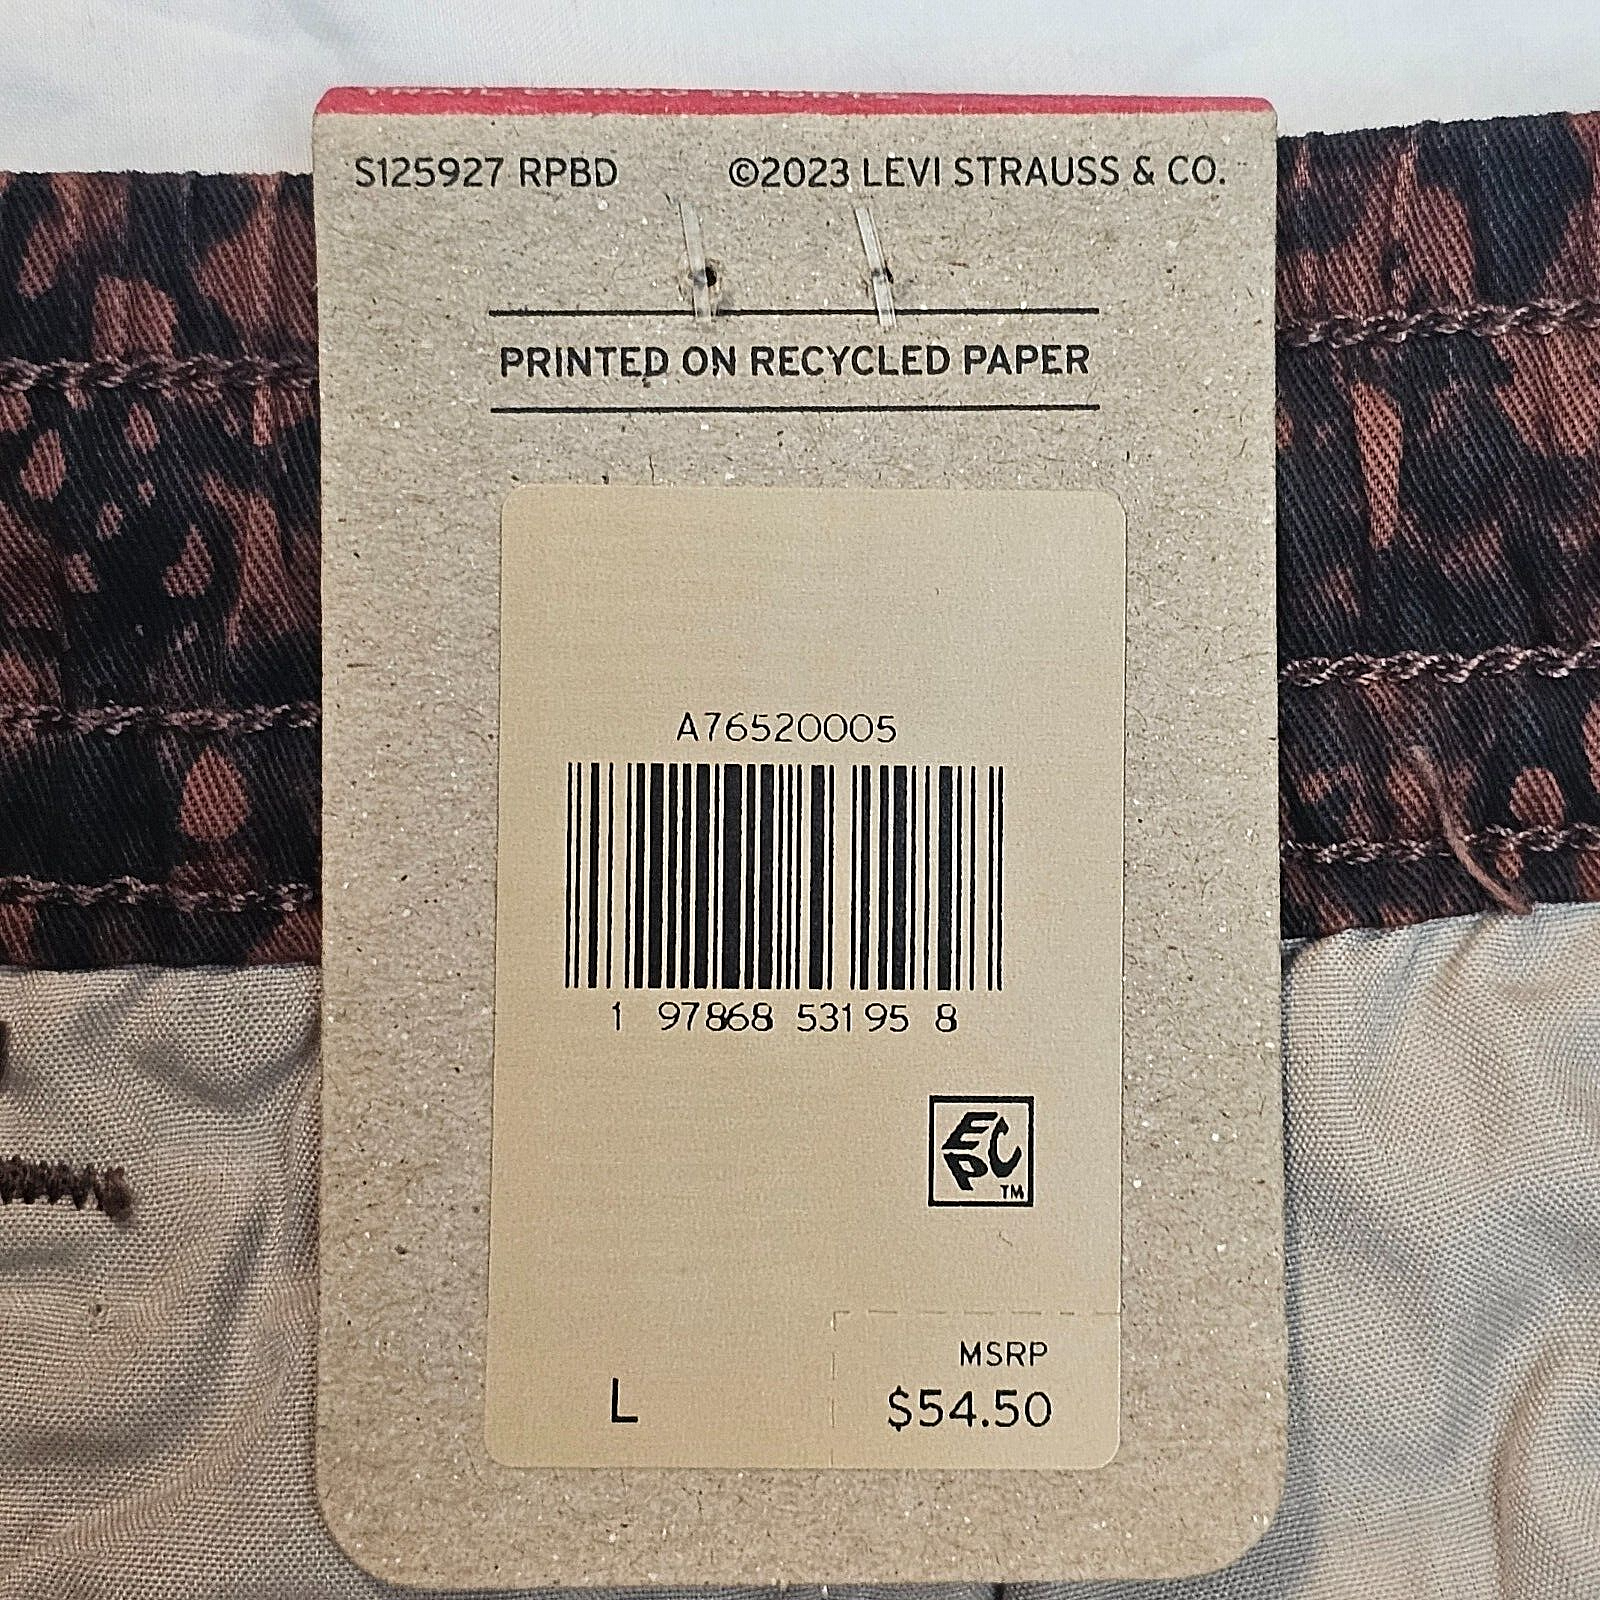 S125927 RPBD ©2023 LEVI STRAUSS & CO.
PRINTED ON RECYCLED PAPER
A76520005
1 97868 53195 8
EPC TM
MSRP
L $54.50